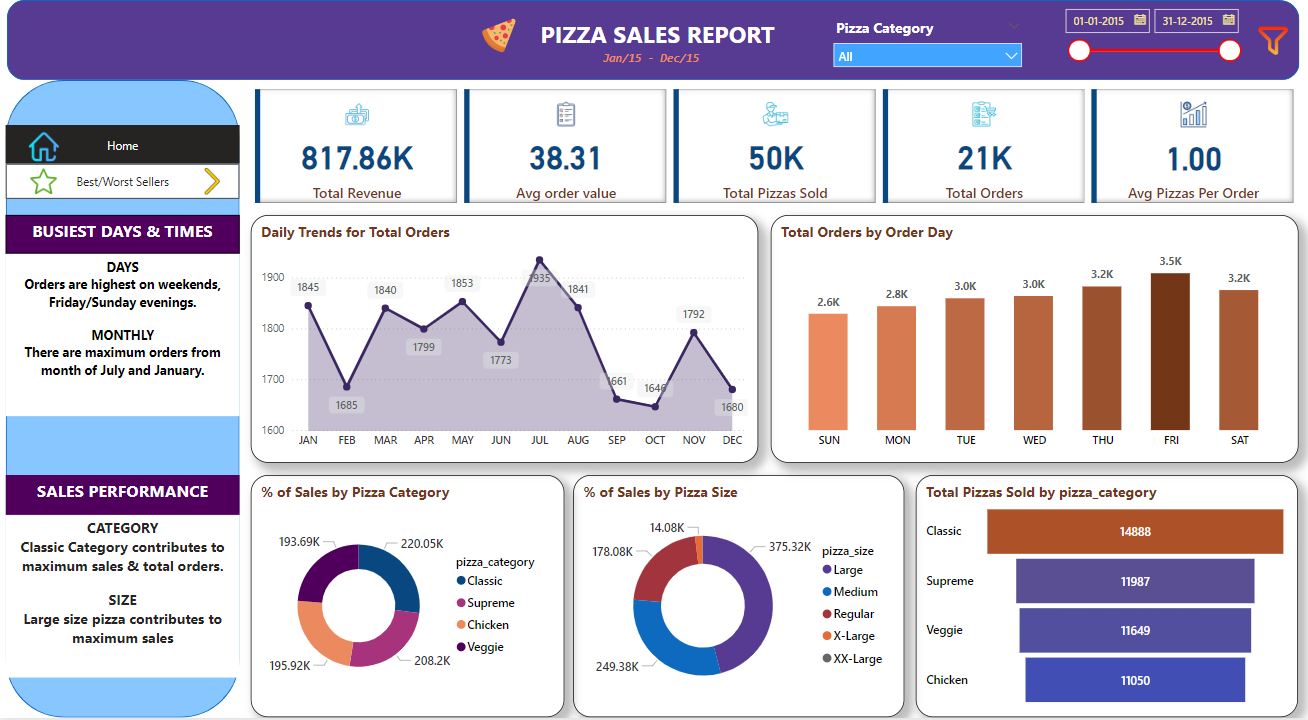 PIZZA SALES REPORT
Jan/15 - Dec/15
Pizza Category
All
01-01-2015
31-12-2015
Home
Best/Worst Sellers
817.86K
Total Revenue
38.31
Avg order value
50K
Total Pizzas Sold
21K
Total Orders
1.00
Avg Pizzas Per Order
BUSIEST DAYS & TIMES
DAYS
Orders are highest on weekends,
Friday/Sunday evenings.
MONTHLY
There are maximum orders from
month of July and January.
SALES PERFORMANCE
CATEGORY
Classic Category contributes to
maximum sales & total orders.
SIZE
Large size pizza contributes to
maximum sales
Daily Trends for Total Orders
1900
1800
1700
1600
1845
1685
1840
1799
1853
1773
1935
1841
1661
1646
1792
1680
JAN FEB MAR APR MAY JUN JUL AUG SEP OCT NOV DEC
Total Orders by Order Day
2.6K 2.8K 3.0K 3.0K 3.2K 3.5K 3.2K
SUN MON TUE WED THU FRI SAT
% of Sales by Pizza Category
193.69K
220.05K
195.92K
208.2K
pizza_category
Classic
Supreme
Chicken
Veggie
% of Sales by Pizza Size
14.08K
178.08K
375.32K
249.38K
pizza_size
Large
Medium
Regular
X-Large
XX-Large
Total Pizzas Sold by pizza_category
Classic 14888
Supreme 11987
Veggie 11649
Chicken 11050